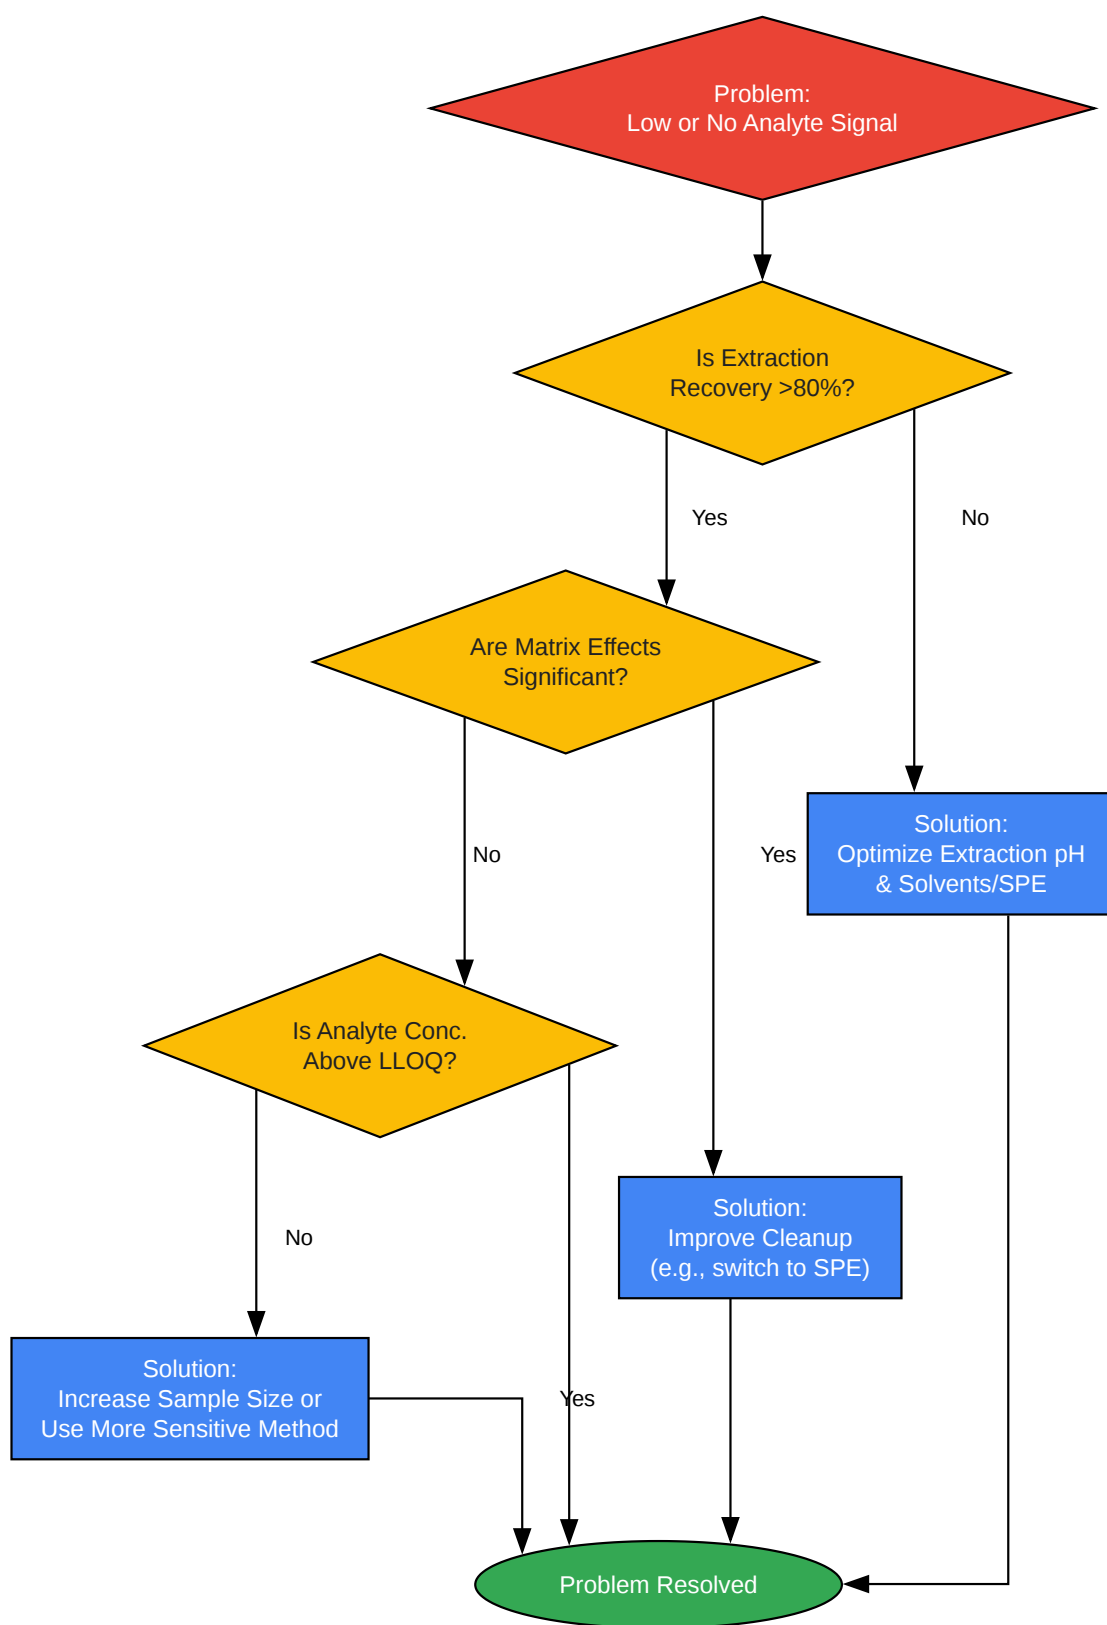 Problem:
Low or No Analyte Signal
Is Extraction
Recovery >80%?
Yes
No
Are Matrix Effects
Significant?
No
Yes
Solution:
Optimize Extraction pH
& Solvents/SPE
Is Analyte Conc.
Above LLOQ?
No
Yes
Solution:
Improve Cleanup
(e.g., switch to SPE)
Solution:
Increase Sample Size or
Use More Sensitive Method
Problem Resolved